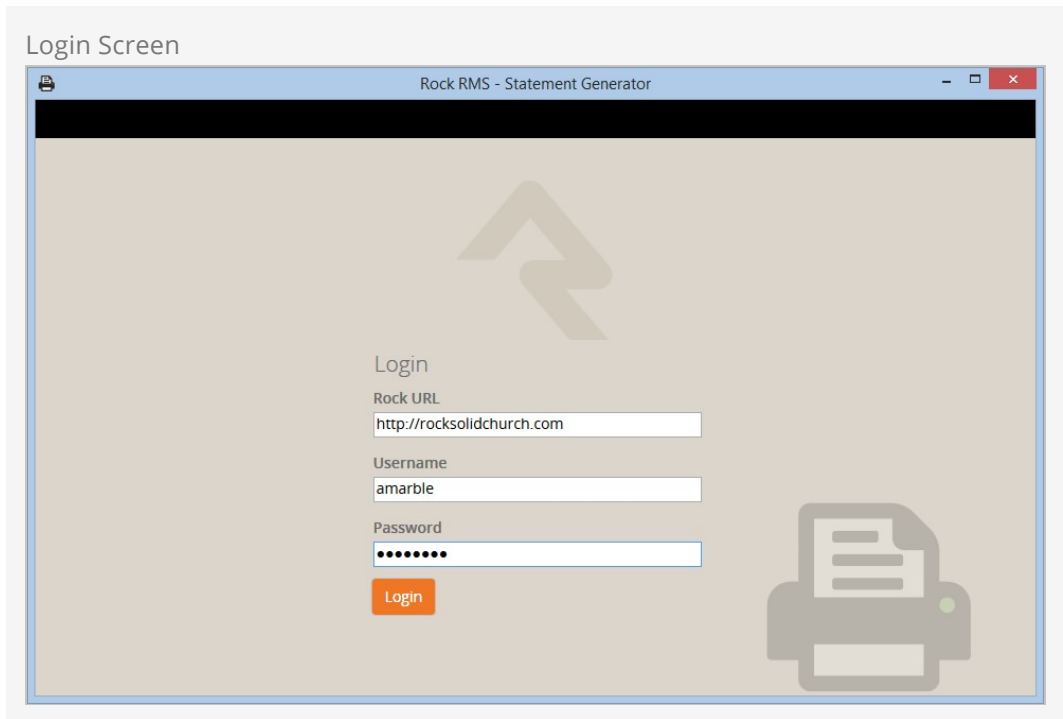 Login Screen
Rock RMS - Statement Generator
Login
Rock URL
http://rocksolidchurch.com
Username
amarble
Password
••••••••
Login